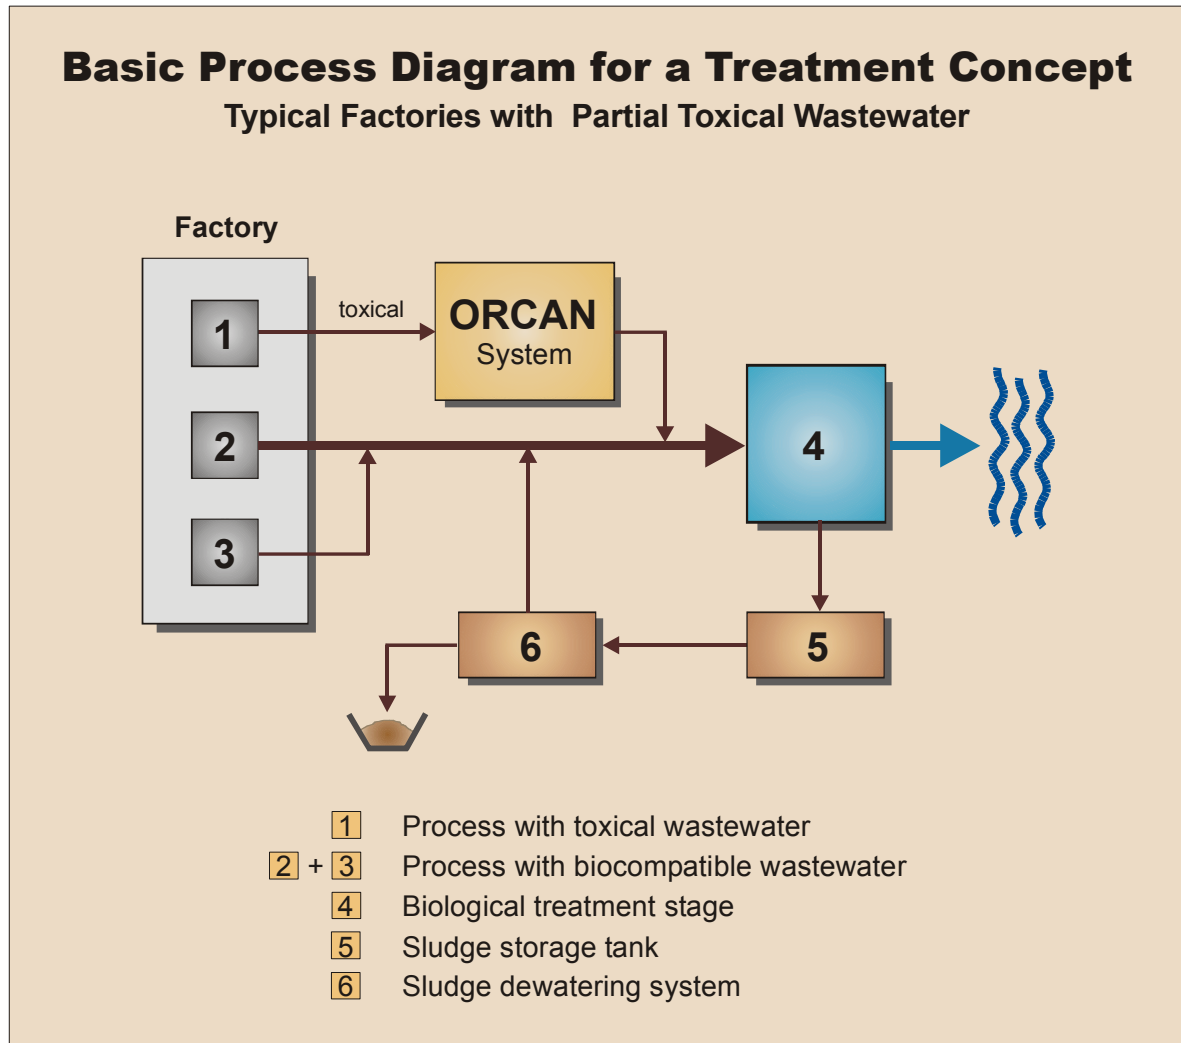 Basic Process Diagram for a Treatment Concept
Typical Factories with Partial Toxical Wastewater
Factory
1
toxical
ORCAN
System
2
4
3
6
5
1 Process with toxical wastewater
2 + 3 Process with biocompatible wastewater
4 Biological treatment stage
5 Sludge storage tank
6 Sludge dewatering system